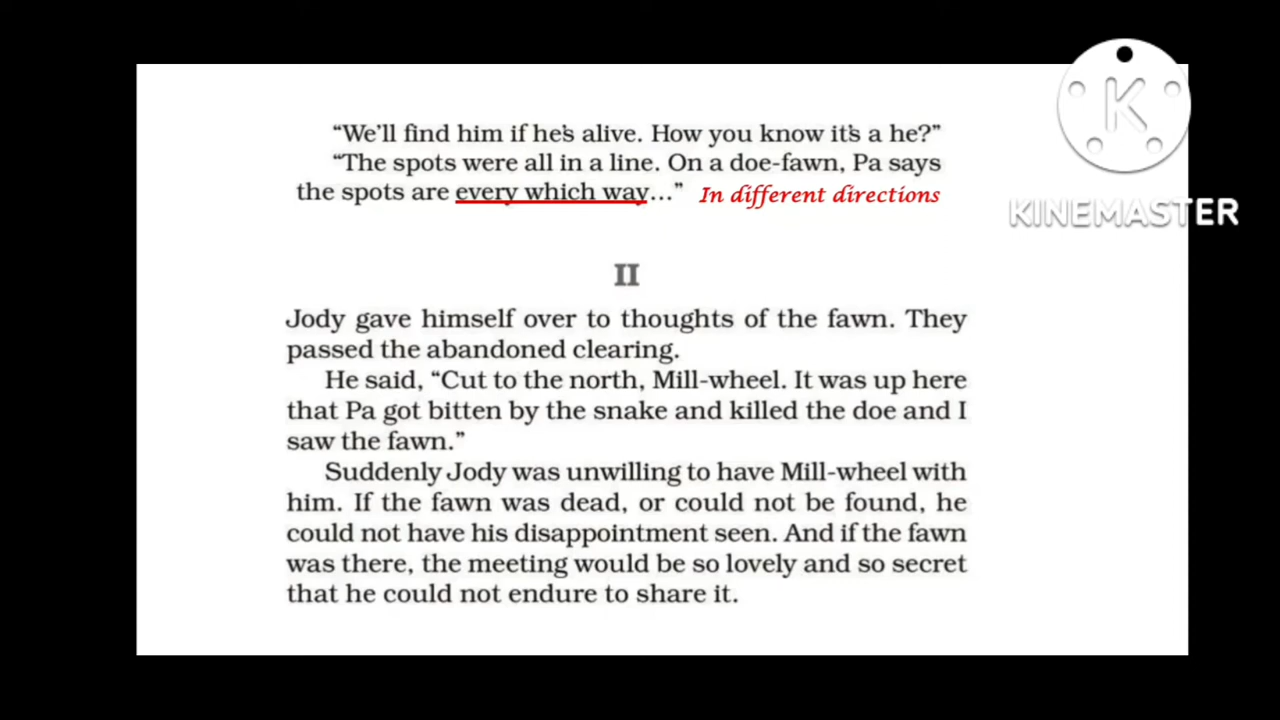 “We’ll find him if he’s alive. How you know it’s a he?”
“The spots were all in a line. On a doe-fawn, Pa says
the spots are every which way...” In different directions
KINEMASTER
II
Jody gave himself over to thoughts of the fawn. They
passed the abandoned clearing.
He said, “Cut to the north, Mill-wheel. It was up here
that Pa got bitten by the snake and killed the doe and I
saw the fawn.”
Suddenly Jody was unwilling to have Mill-wheel with
him. If the fawn was dead, or could not be found, he
could not have his disappointment seen. And if the fawn
was there, the meeting would be so lovely and so secret
that he could not endure to share it.